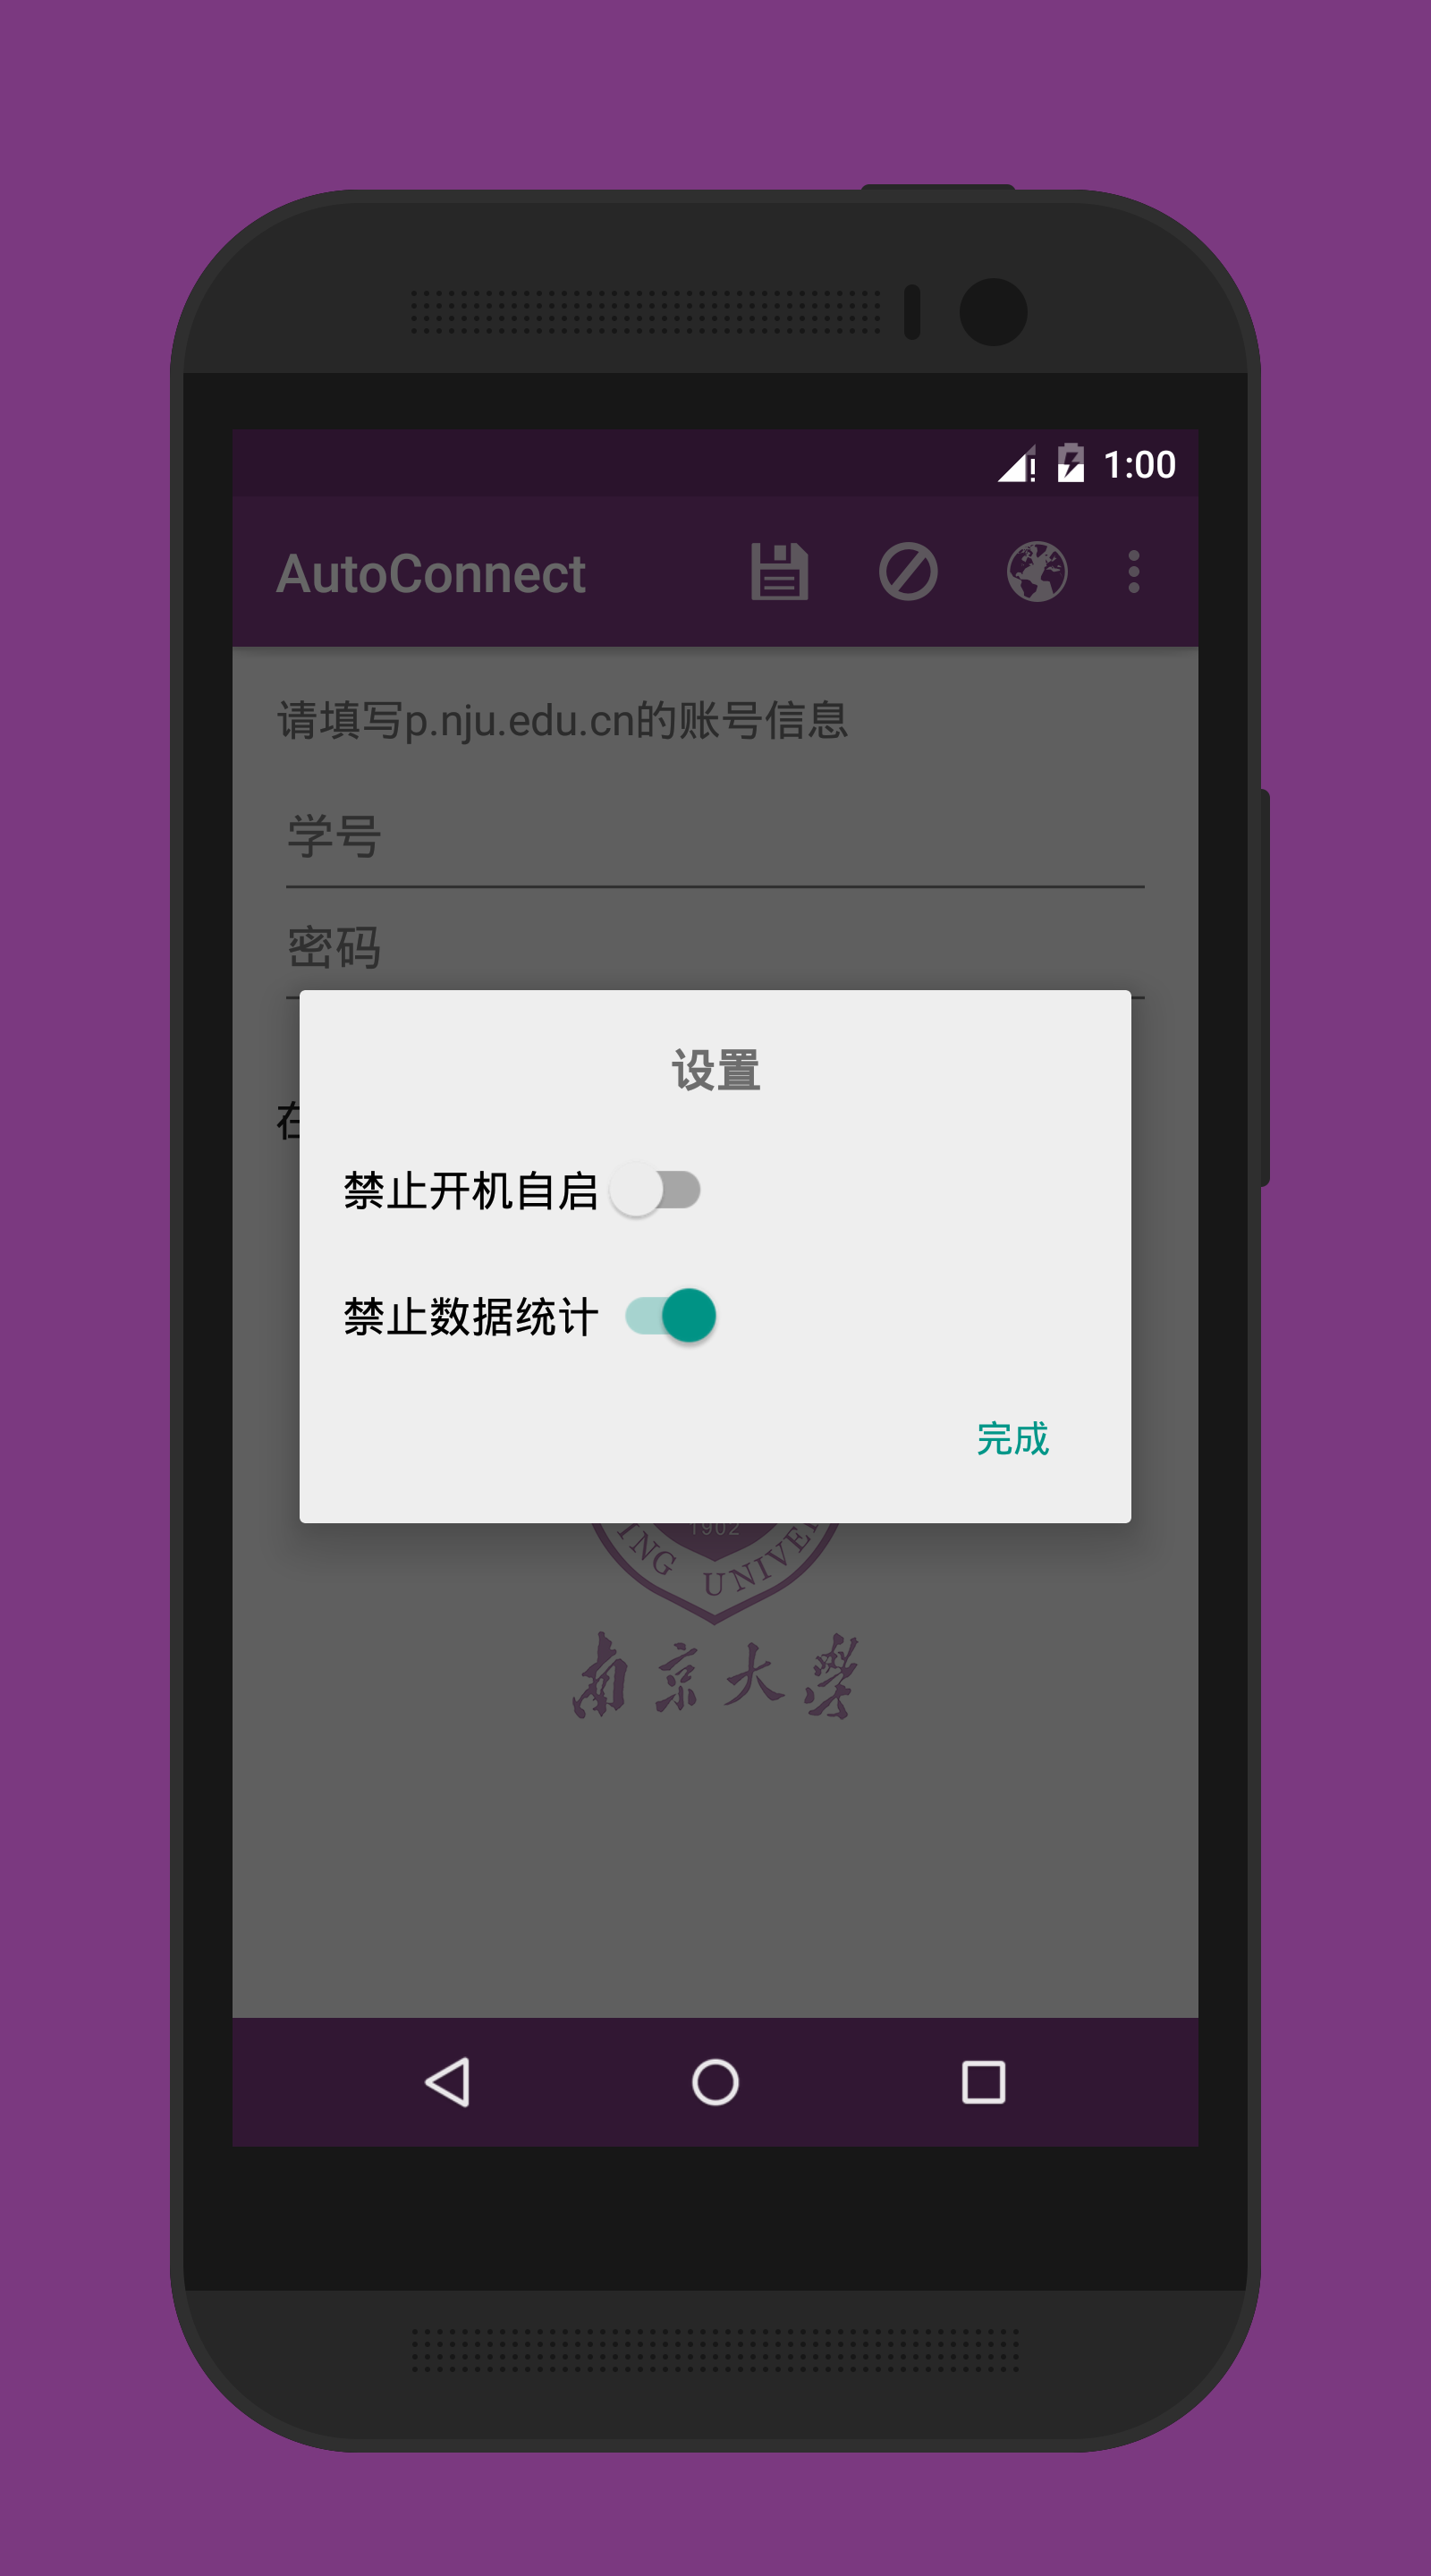 1:00
AutoConnect
请填写p.nju.edu.cn的账号信息
学号
密码
设置
禁止开机自启
禁止数据统计
完成
1902
ING UNIVER
南京大學